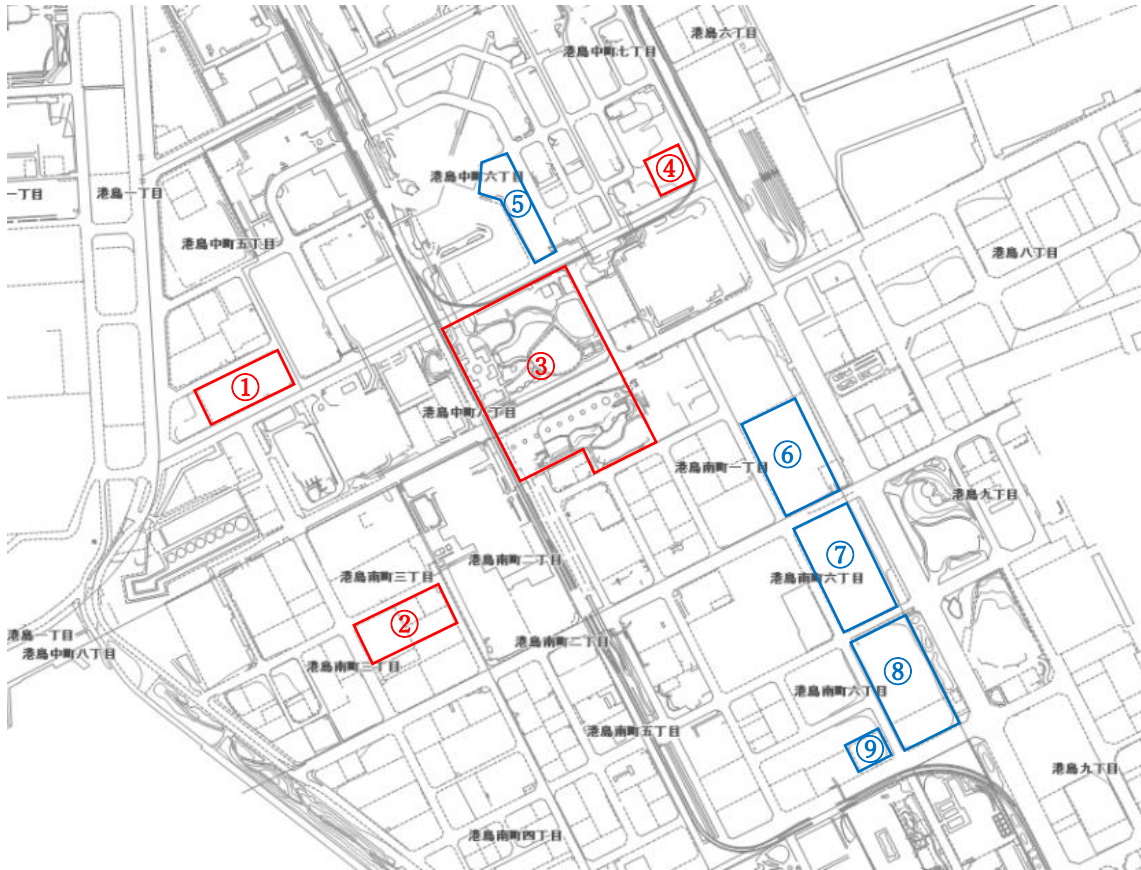 港島六丁目
港島中町七丁目
④
港島中町六丁目
⑤
一丁目
港島一丁目
港島中町五丁目
港島八丁目
③
①
港島中町八丁目
⑥
港島南町一丁目
港島九丁目
⑦
港島南町二丁目
港島南町三丁目
港島南町六丁目
②
港島一丁目
港島中町八丁目
港島南町三丁目
港島南町二丁目
⑧
港島南町六丁目
港島南町五丁目
⑨
港島九丁目
港島南町四丁目